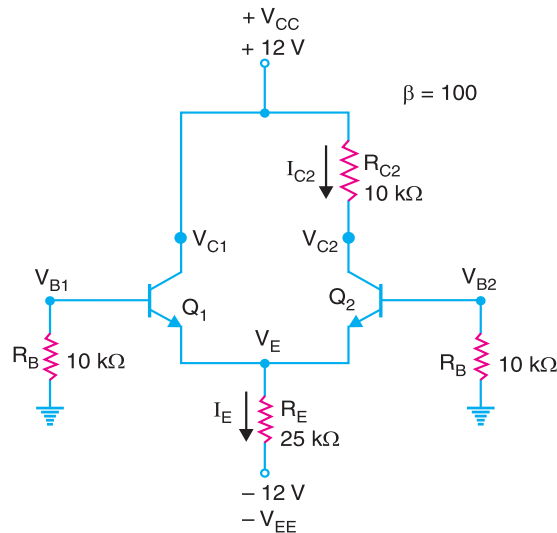 + V_CC
+ 12 V
β = 100
I_C2
R_C2
10 kΩ
V_C1
V_C2
V_B1
V_B2
Q_1
Q_2
V_E
R_B
10 kΩ
R_B
10 kΩ
I_E
R_E
25 kΩ
– 12 V
– V_EE